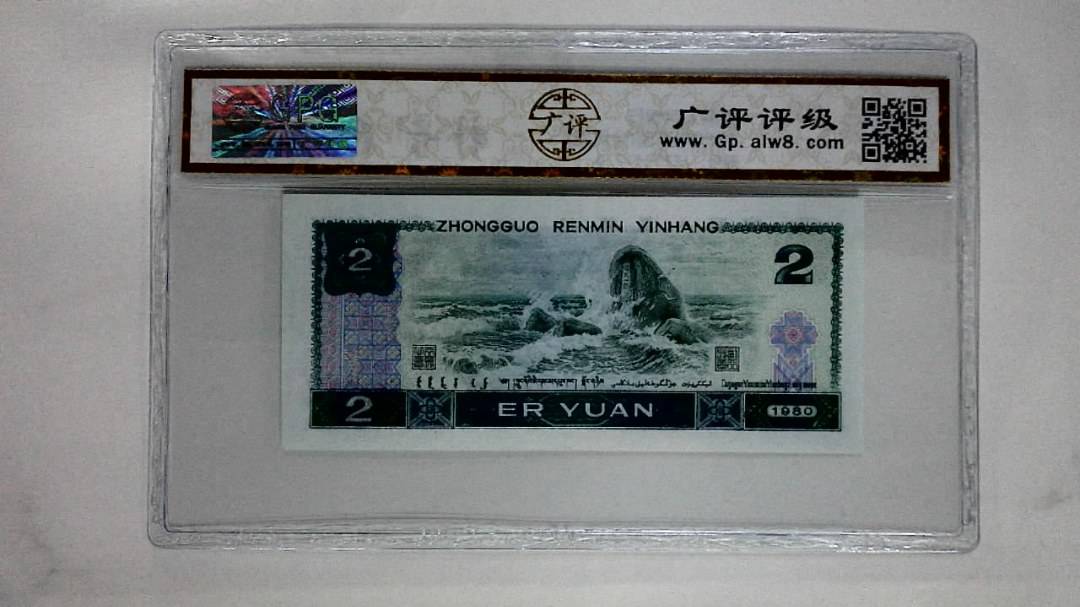 广评
广评评级
www. Gp. alw8. com
ZHONGGUO RENMIN YINHANG
2
2
2
ER YUAN
1980